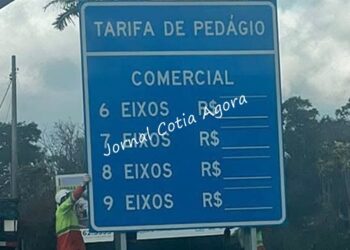 TARIFA DE PEDÁGIO
COMERCIAL
6 EIXOS R$
7 EIXOS R$
8 EIXOS R$
9 EIXOS R$
Jornal Cotia Agora